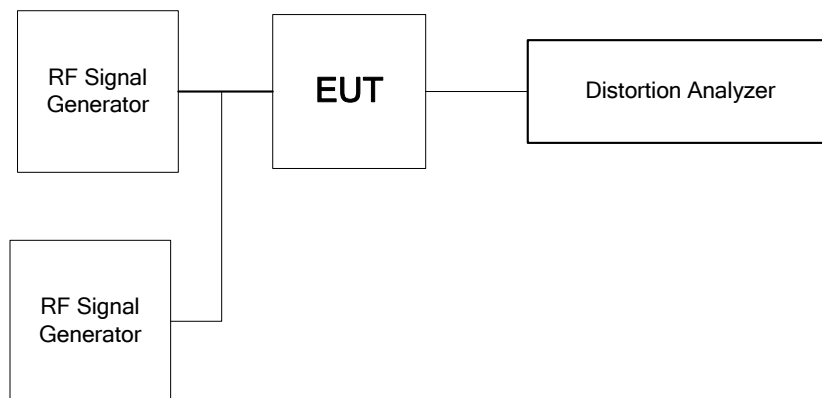 RF Signal
Generator
EUT
Distortion Analyzer
RF Signal
Generator